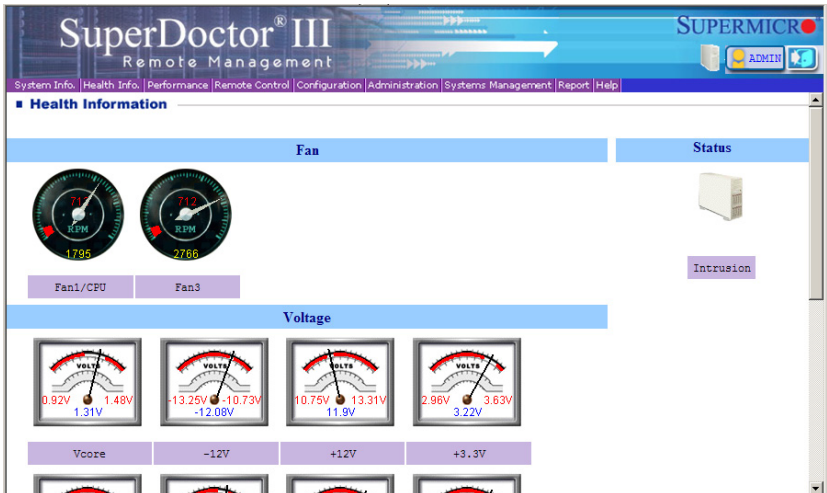 SuperDoctor® III
Remote Management
SUPERMICRO
ADMIN
System Info. Health Info. Performance Remote Control Configuration Administration Systems Management Report Help
Health Information
Fan Status
712 712
RPM RPM
1795 2766
Fan1/CPU Fan3
Intrusion
Voltage
VOLTS VOLTS VOLTS VOLTS
0.92V 1.48V -13.25V -10.73V 10.75V 13.31V 2.96V 3.63V
1.31V -12.08V 11.9V 3.22V
Vcore -12V +12V +3.3V